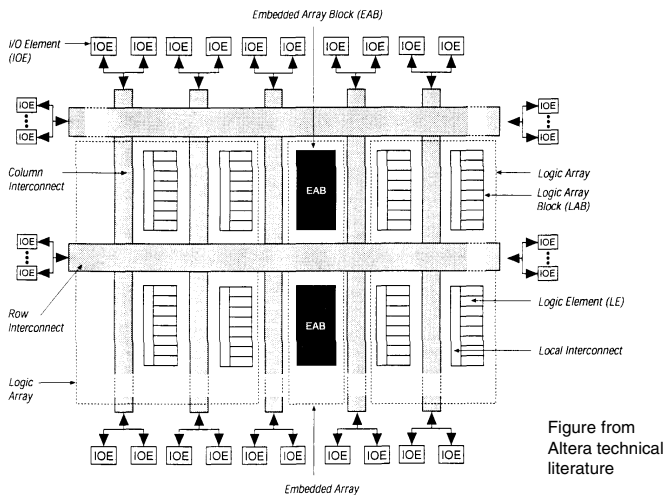 Embedded Array Block (EAB)
I/O Element
(IOE)
IOE IOE IOE IOE IOE IOE IOE IOE IOE IOE
IOE
IOE
IOE
IOE
Column
Interconnect
EAB
Logic Array
Logic Array
Block (LAB)
IOE
IOE
IOE
IOE
Row
Interconnect
EAB
Logic Element (LE)
Local Interconnect
Logic
Array
IOE IOE IOE IOE IOE IOE IOE IOE IOE IOE
Embedded Array
Figure from
Altera technical
literature